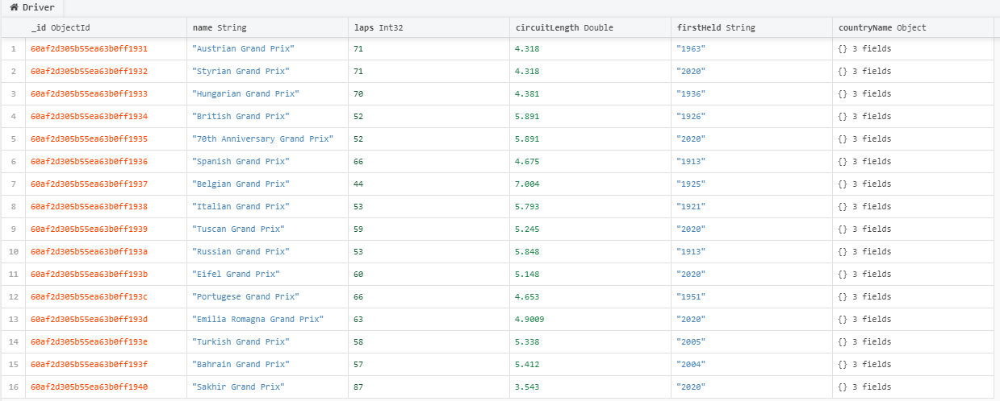 Driver
_id ObjectId name String laps Int32 circuitLength Double firstHeld String countryName Object
1 60af2d305b55ea63b0ff1931 "Austrian Grand Prix" 71 4.318 "1963" {} 3 fields
2 60af2d305b55ea63b0ff1932 "Styrian Grand Prix" 71 4.318 "2020" {} 3 fields
3 60af2d305b55ea63b0ff1933 "Hungarian Grand Prix" 70 4.381 "1936" {} 3 fields
4 60af2d305b55ea63b0ff1934 "British Grand Prix" 52 5.891 "1926" {} 3 fields
5 60af2d305b55ea63b0ff1935 "70th Anniversary Grand Prix" 52 5.891 "2020" {} 3 fields
6 60af2d305b55ea63b0ff1936 "Spanish Grand Prix" 66 4.675 "1913" {} 3 fields
7 60af2d305b55ea63b0ff1937 "Belgian Grand Prix" 44 7.004 "1925" {} 3 fields
8 60af2d305b55ea63b0ff1938 "Italian Grand Prix" 53 5.793 "1921" {} 3 fields
9 60af2d305b55ea63b0ff1939 "Tuscan Grand Prix" 59 5.245 "2020" {} 3 fields
10 60af2d305b55ea63b0ff193a "Russian Grand Prix" 53 5.848 "1913" {} 3 fields
11 60af2d305b55ea63b0ff193b "Eifel Grand Prix" 60 5.148 "2020" {} 3 fields
12 60af2d305b55ea63b0ff193c "Portugese Grand Prix" 66 4.653 "1951" {} 3 fields
13 60af2d305b55ea63b0ff193d "Emilia Romagna Grand Prix" 63 4.9009 "2020" {} 3 fields
14 60af2d305b55ea63b0ff193e "Turkish Grand Prix" 58 5.338 "2005" {} 3 fields
15 60af2d305b55ea63b0ff193f "Bahrain Grand Prix" 57 5.412 "2004" {} 3 fields
16 60af2d305b55ea63b0ff1940 "Sakhir Grand Prix" 87 3.543 "2020" {} 3 fields